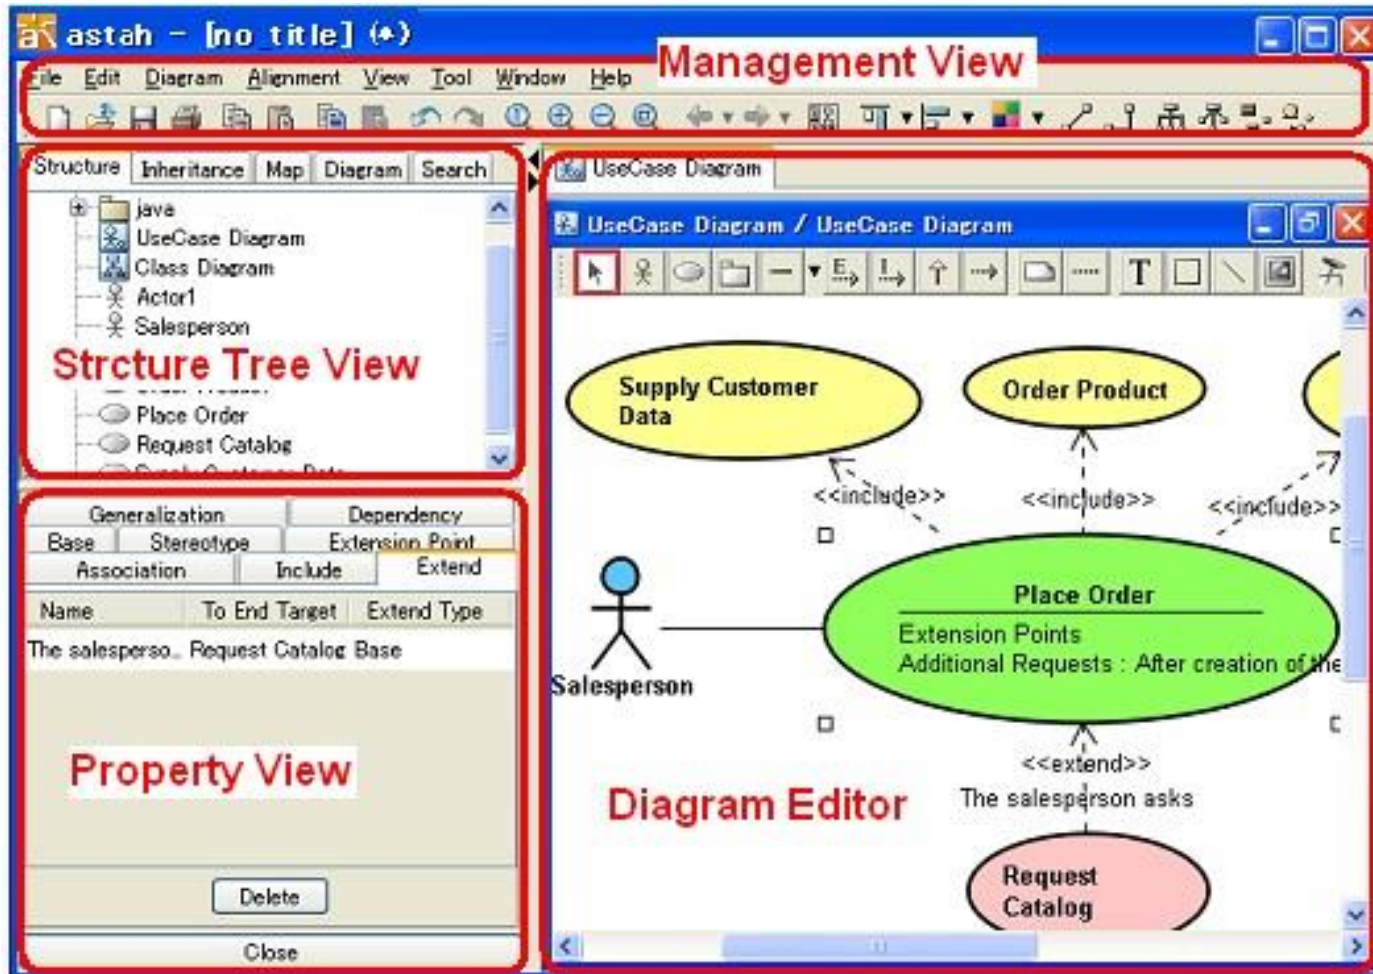 astah - [no_title] (*)
Management View
File Edit Diagram Alignment View Tool Window Help
Structure Inheritance Map Diagram Search
java
UseCase Diagram
Class Diagram
Actor1
Salesperson
Strcture Tree View
Place Order
Request Catalog
Supply Customer Data
Generalization Dependency
Base Stereotype Extension Point
Association Include Extend
Name To End Target Extend Type
The salesperso... Request Catalog Base
Property View
Delete
Close
UseCase Diagram
UseCase Diagram / UseCase Diagram
E I T
Supply Customer
Data
Order Product
<<include>>
<<include>>
<<include>>
Place Order
Extension Points
Additional Requests : After creation of the
Salesperson
<<extend>>
The salesperson asks
Diagram Editor
Request
Catalog